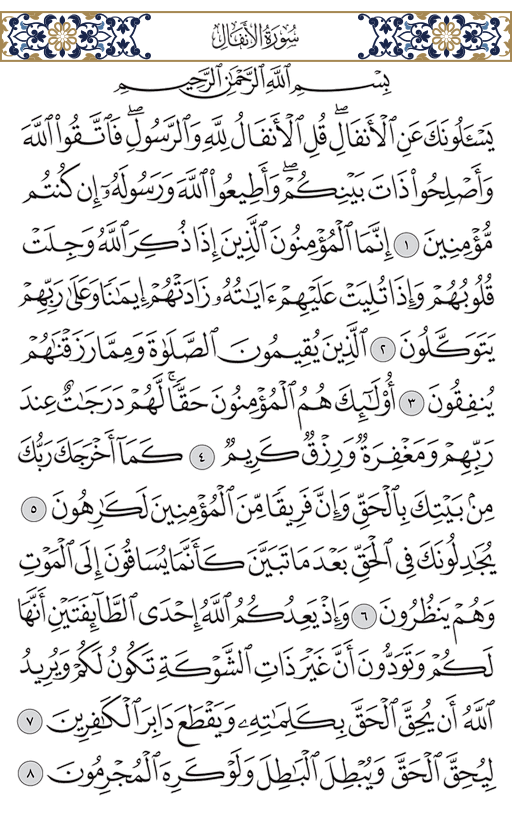 سُورَةُ الأَنفَالِ
بِسْمِ ٱللَّهِ ٱلرَّحْمَٰنِ ٱلرَّحِيمِ
يَسْـَٔلُونَكَ عَنِ ٱلْأَنفَالِۖ قُلِ ٱلْأَنفَالُ لِلَّهِ وَٱلرَّسُولِۖ فَٱتَّقُوا۟ ٱللَّهَ
وَأَصْلِحُوا۟ ذَاتَ بَيْنِكُمْۖ وَأَطِيعُوا۟ ٱللَّهَ وَرَسُولَهُۥٓ إِن كُنتُم
مُّؤْمِنِينَ ١ إِنَّمَا ٱلْمُؤْمِنُونَ ٱلَّذِينَ إِذَا ذُكِرَ ٱللَّهُ وَجِلَتْ
قُلُوبُهُمْ وَإِذَا تُلِيَتْ عَلَيْهِمْ ءَايَٰتُهُۥ زَادَتْهُمْ إِيمَٰنًا وَعَلَىٰ رَبِّهِمْ
يَتَوَكَّلُونَ ٢ ٱلَّذِينَ يُقِيمُونَ ٱلصَّلَوٰةَ وَمِمَّا رَزَقْنَٰهُمْ
يُنفِقُونَ ٣ أُو۟لَٰٓئِكَ هُمُ ٱلْمُؤْمِنُونَ حَقًّاۚ لَّهُمْ دَرَجَٰتٌ عِندَ
رَبِّهِمْ وَمَغْفِرَةٌ وَرِزْقٌ كَرِيمٌ ٤ كَمَآ أَخْرَجَكَ رَبُّكَ
مِنۢ بَيْتِكَ بِٱلْحَقِّ وَإِنَّ فَرِيقًا مِّنَ ٱلْمُؤْمِنِينَ لَكَٰرِهُونَ ٥
يُجَٰدِلُونَكَ فِى ٱلْحَقِّ بَعْدَ مَا تَبَيَّنَ كَأَنَّمَا يُسَاقُونَ إِلَى ٱلْمَوْتِ
وَهُمْ يَنظُرُونَ ٦ وَإِذْ يَعِدُكُمُ ٱللَّهُ إِحْدَى ٱلطَّآئِفَتَيْنِ أَنَّهَا
لَكُمْ وَتَوَدُّونَ أَنَّ غَيْرَ ذَاتِ ٱلشَّوْكَةِ تَكُونُ لَكُمْ وَيُرِيدُ
ٱللَّهُ أَن يُحِقَّ ٱلْحَقَّ بِكَلِمَٰتِهِۦ وَيَقْطَعَ دَابِرَ ٱلْكَٰفِرِينَ ٧
لِيُحِقَّ ٱلْحَقَّ وَيُبْطِلَ ٱلْبَٰطِلَ وَلَوْ كَرِهَ ٱلْمُجْرِمُونَ ٨